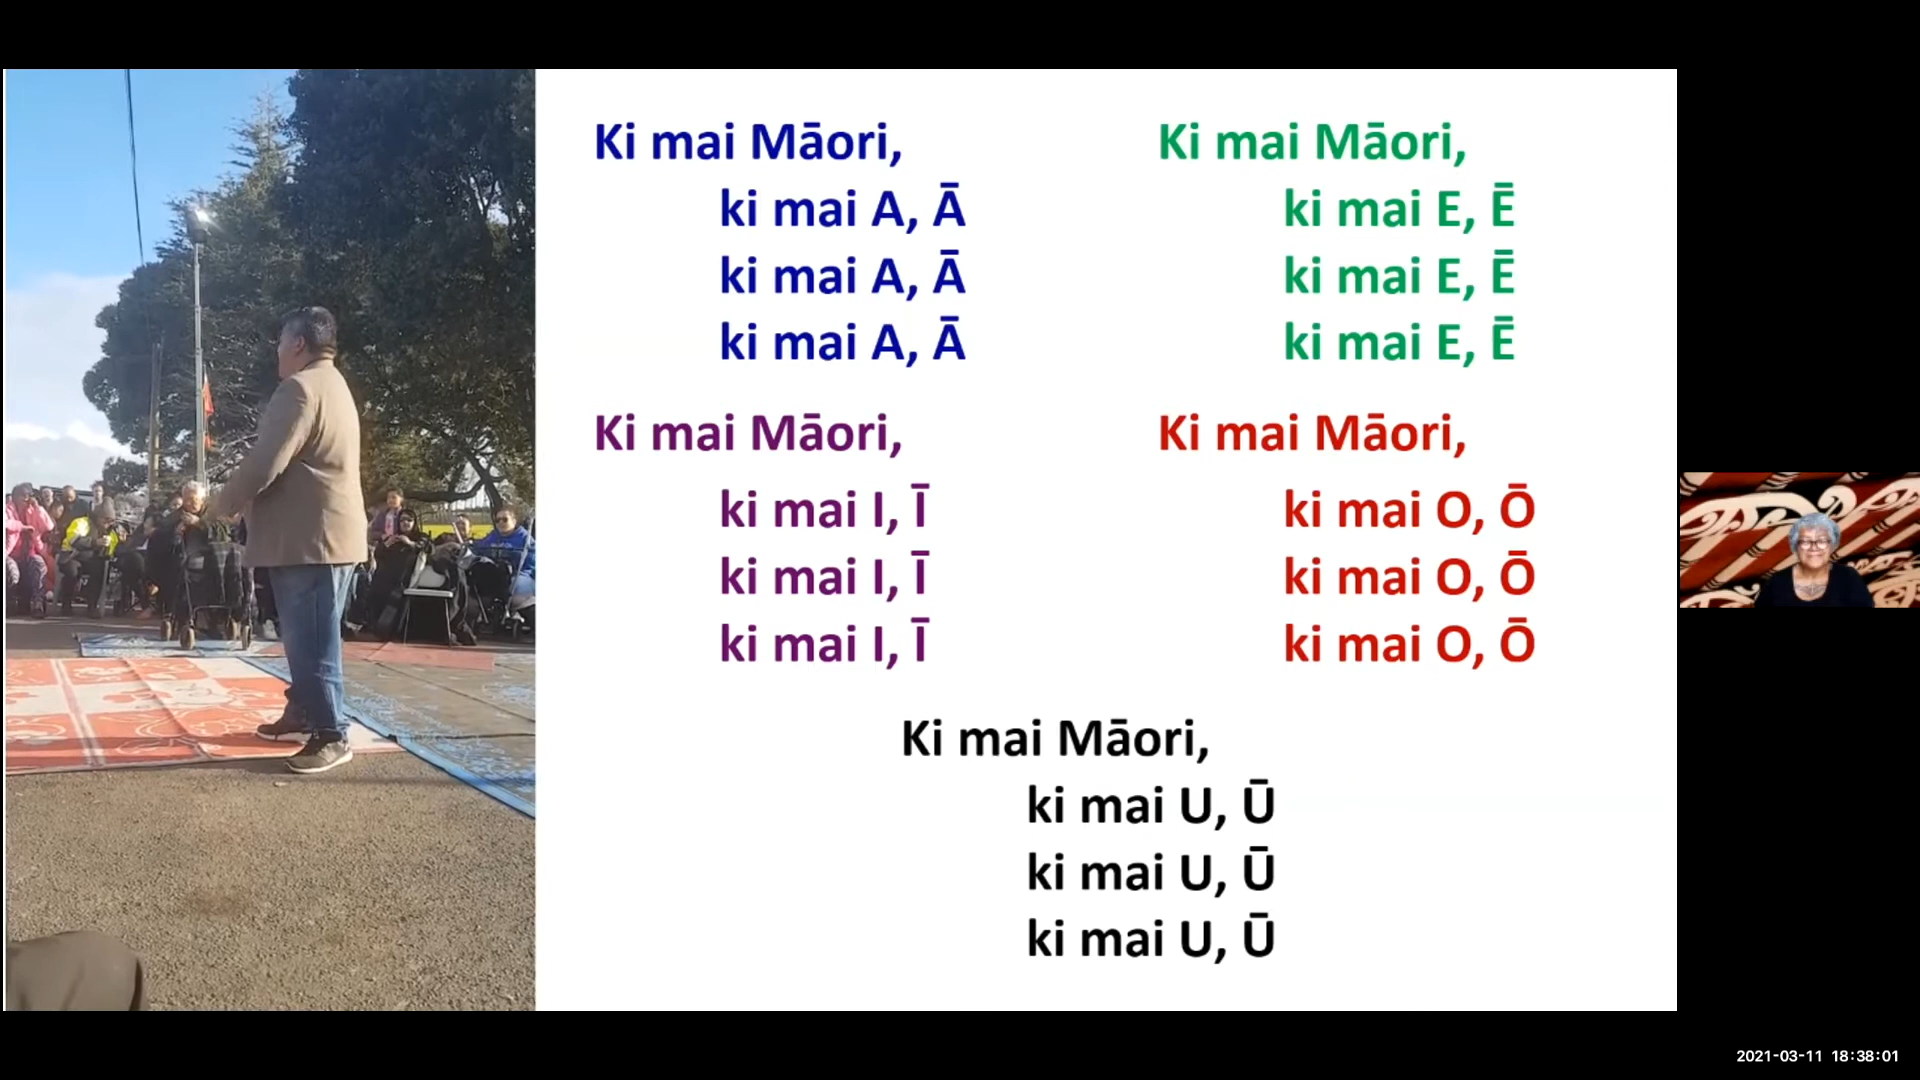 Ki mai Māori,
ki mai A, Ā
ki mai A, Ā
ki mai A, Ā
Ki mai Māori,
ki mai E, Ē
ki mai E, Ē
ki mai E, Ē
Ki mai Māori,
ki mai I, Ī
ki mai I, Ī
ki mai I, Ī
Ki mai Māori,
ki mai O, Ō
ki mai O, Ō
ki mai O, Ō
Ki mai Māori,
ki mai U, Ū
ki mai U, Ū
ki mai U, Ū
2021-03-11 18:38:01